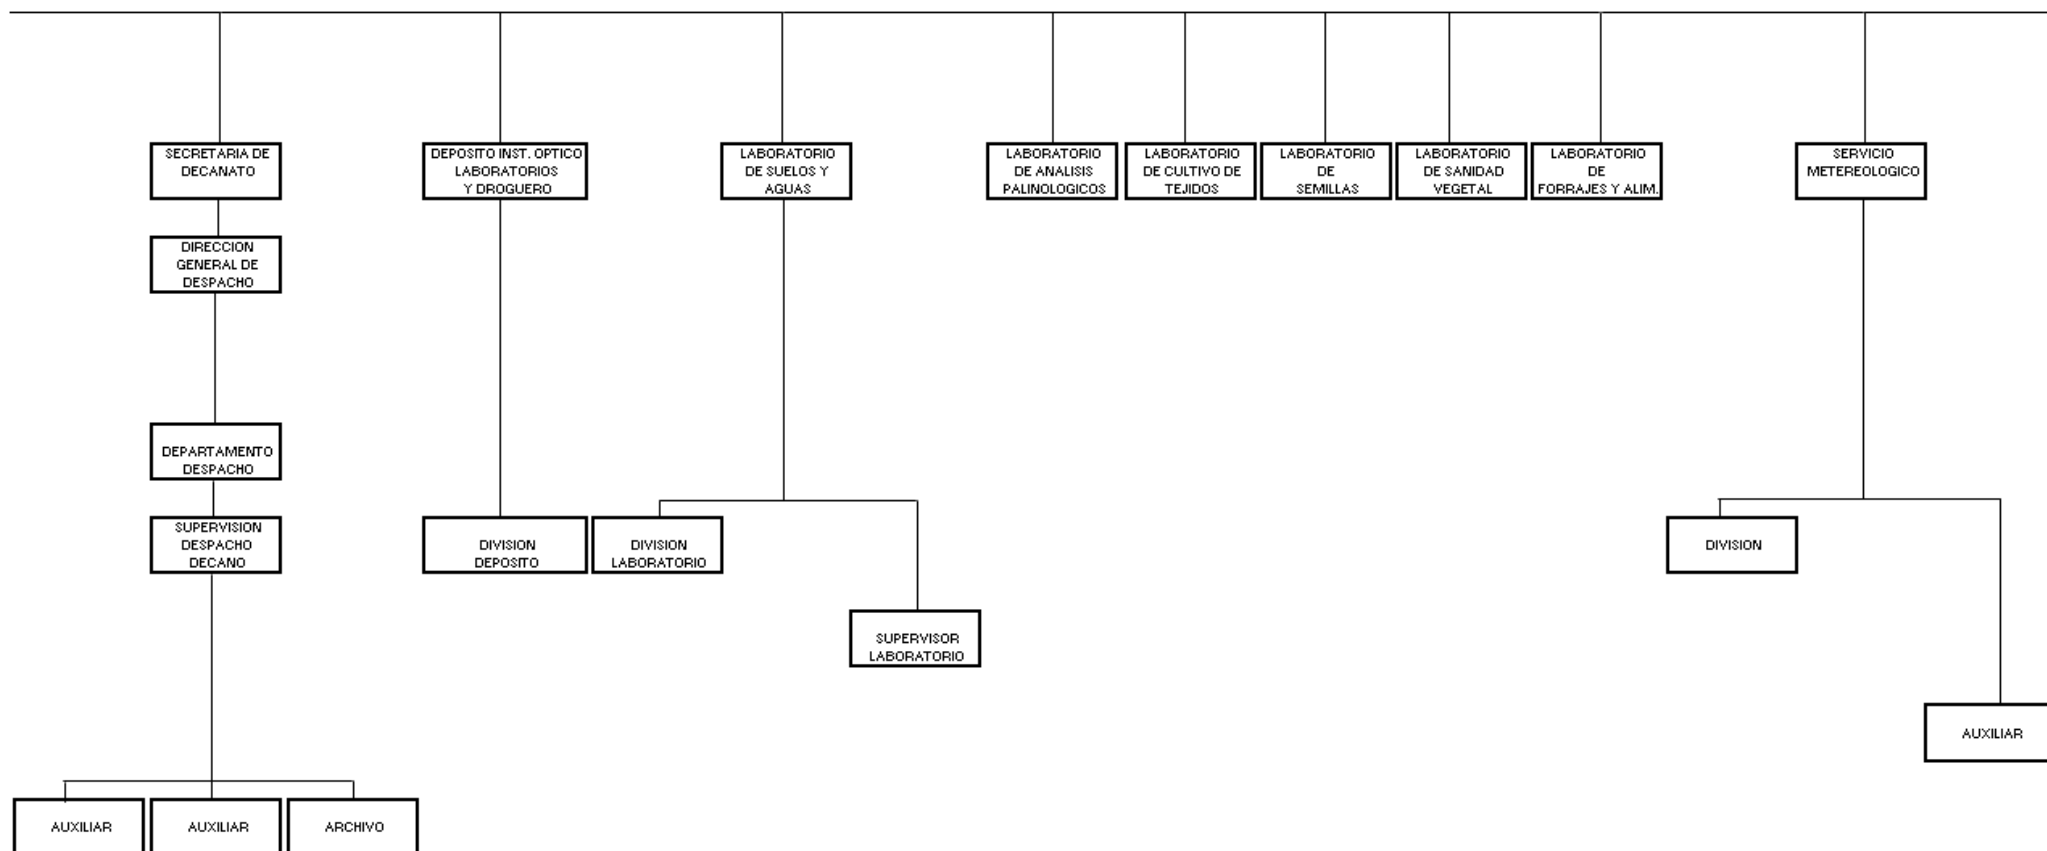 SECRETARIA DE
DECANATO
DEPOSITO INST. OPTICO
LABORATORIOS
Y DROGUERO
LABORATORIO
DE SUELOS Y
AGUAS
LABORATORIO
DE ANALISIS
PALINOLOGICOS
LABORATORIO
DE CULTIVO DE
TEJIDOS
LABORATORIO
DE
SEMILLAS
LABORATORIO
DE SANIDAD
VEGETAL
LABORATORIO
DE
FORRAJES Y ALIM.
SERVICIO
METEREOLOGICO
DIRECCION
GENERAL DE
DESPACHO
DEPARTAMENTO
DESPACHO
SUPERVISION
DESPACHO
DECANO
DIVISION
DEPOSITO
DIVISION
LABORATORIO
DIVISION
SUPERVISOR
LABORATORIO
AUXILIAR
AUXILIAR
AUXILIAR
ARCHIVO